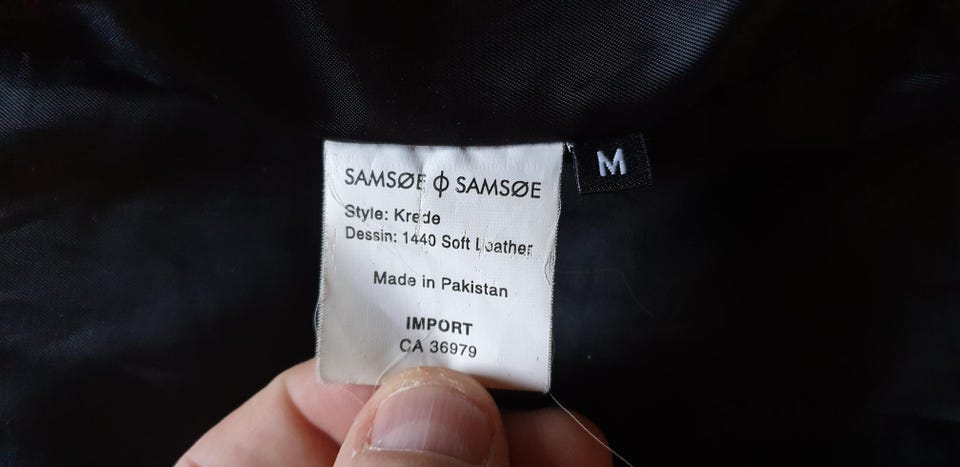 SAMSØE ϕ SAMSØE
Style: Krede
Dessin: 1440 Soft Leather
Made in Pakistan
IMPORT
CA 36979
M